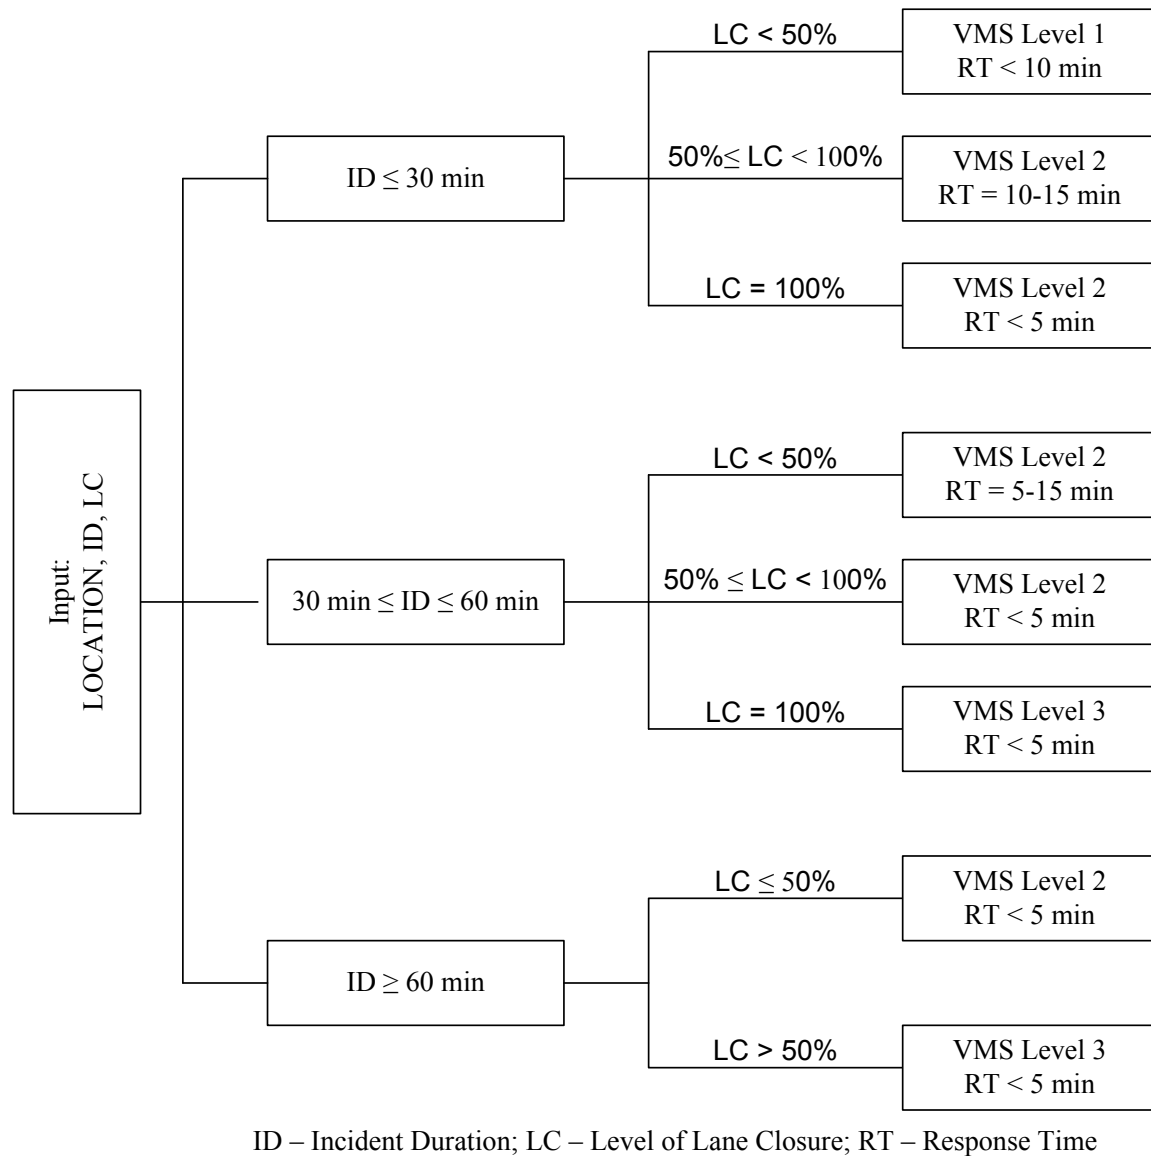 Input:
LOCATION, ID, LC
ID ≤ 30 min
LC < 50%
VMS Level 1
RT < 10 min
50%≤ LC < 100%
VMS Level 2
RT = 10-15 min
LC = 100%
VMS Level 2
RT < 5 min
30 min ≤ ID ≤ 60 min
LC < 50%
VMS Level 2
RT = 5-15 min
50% ≤ LC < 100%
VMS Level 2
RT < 5 min
LC = 100%
VMS Level 3
RT < 5 min
ID ≥ 60 min
LC ≤ 50%
VMS Level 2
RT < 5 min
LC > 50%
VMS Level 3
RT < 5 min
ID – Incident Duration; LC – Level of Lane Closure; RT – Response Time